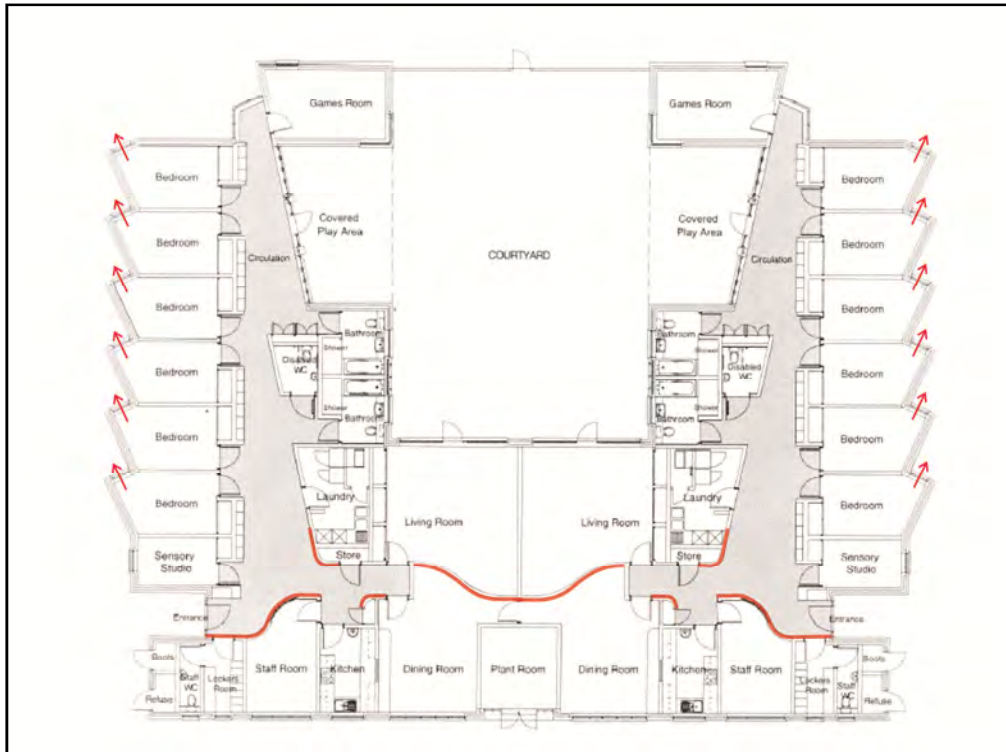 Games Room
Games Room
Bedroom
Bedroom
Covered
Play Area
Covered
Play Area
Bedroom
Bedroom
Circulation
COURTYARD
Circulation
Bedroom
Bedroom
Bathroom
Bathroom
Shower
Shower
Disabled
WC
Disabled
WC
Bedroom
Bedroom
Shower
Shower
Bathroom
Bathroom
Bedroom
Bedroom
Laundry
Laundry
Bedroom
Bedroom
Living Room
Living Room
Sensory
Studio
Store
Store
Sensory
Studio
Entrance
Entrance
Boots
Staff
WC
Lockers
Room
Staff Room
Kitchen
Dining Room
Plant Room
Dining Room
Kitchen
Staff Room
Lockers
Room
Staff
WC
Boots
Refuse
Refuse